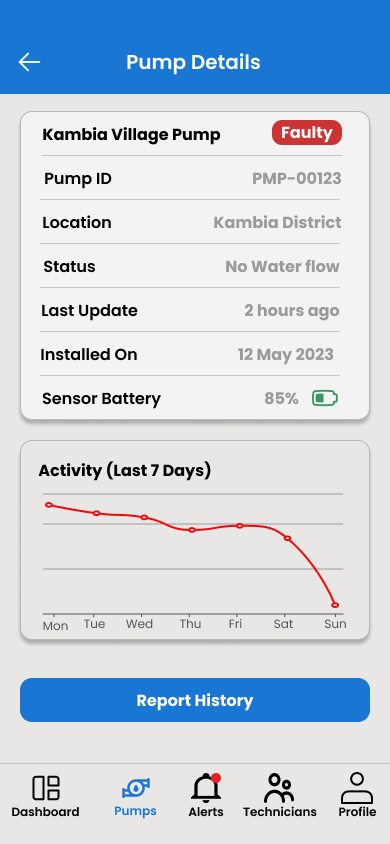 Pump Details
Kambia Village Pump Faulty
Pump ID PMP-00123
Location Kambia District
Status No Water flow
Last Update 2 hours ago
Installed On 12 May 2023
Sensor Battery 85%
Activity (Last 7 Days)
Mon Tue Wed Thu Fri Sat Sun
Report History
Dashboard Pumps Alerts Technicians Profile